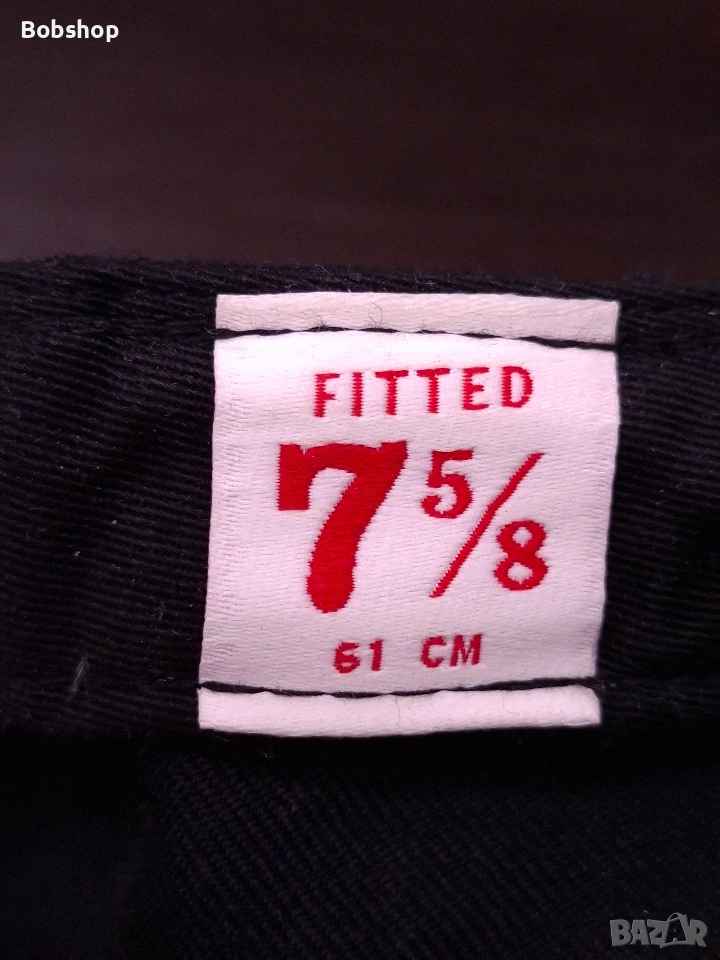 Bobshop
FITTED
7 5/8
61 CM
BAZAR